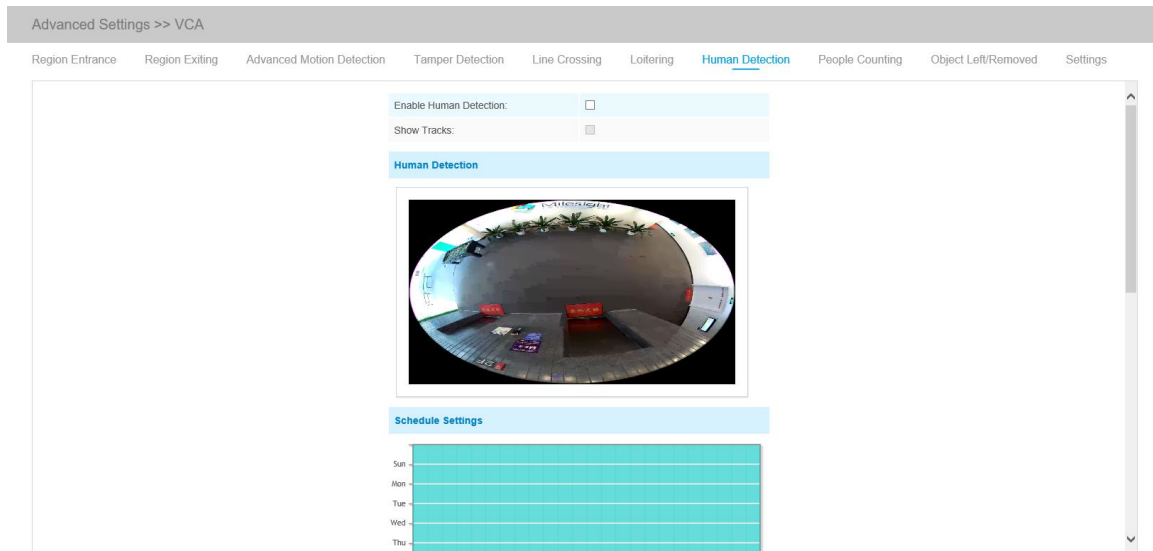 Advanced Settings >> VCA
Region Entrance Region Exiting Advanced Motion Detection Tamper Detection Line Crossing Loitering Human Detection People Counting Object Left/Removed Settings
Enable Human Detection:
Show Tracks:
Human Detection
Milesight
Schedule Settings
Sun
Mon
Tue
Wed
Thu